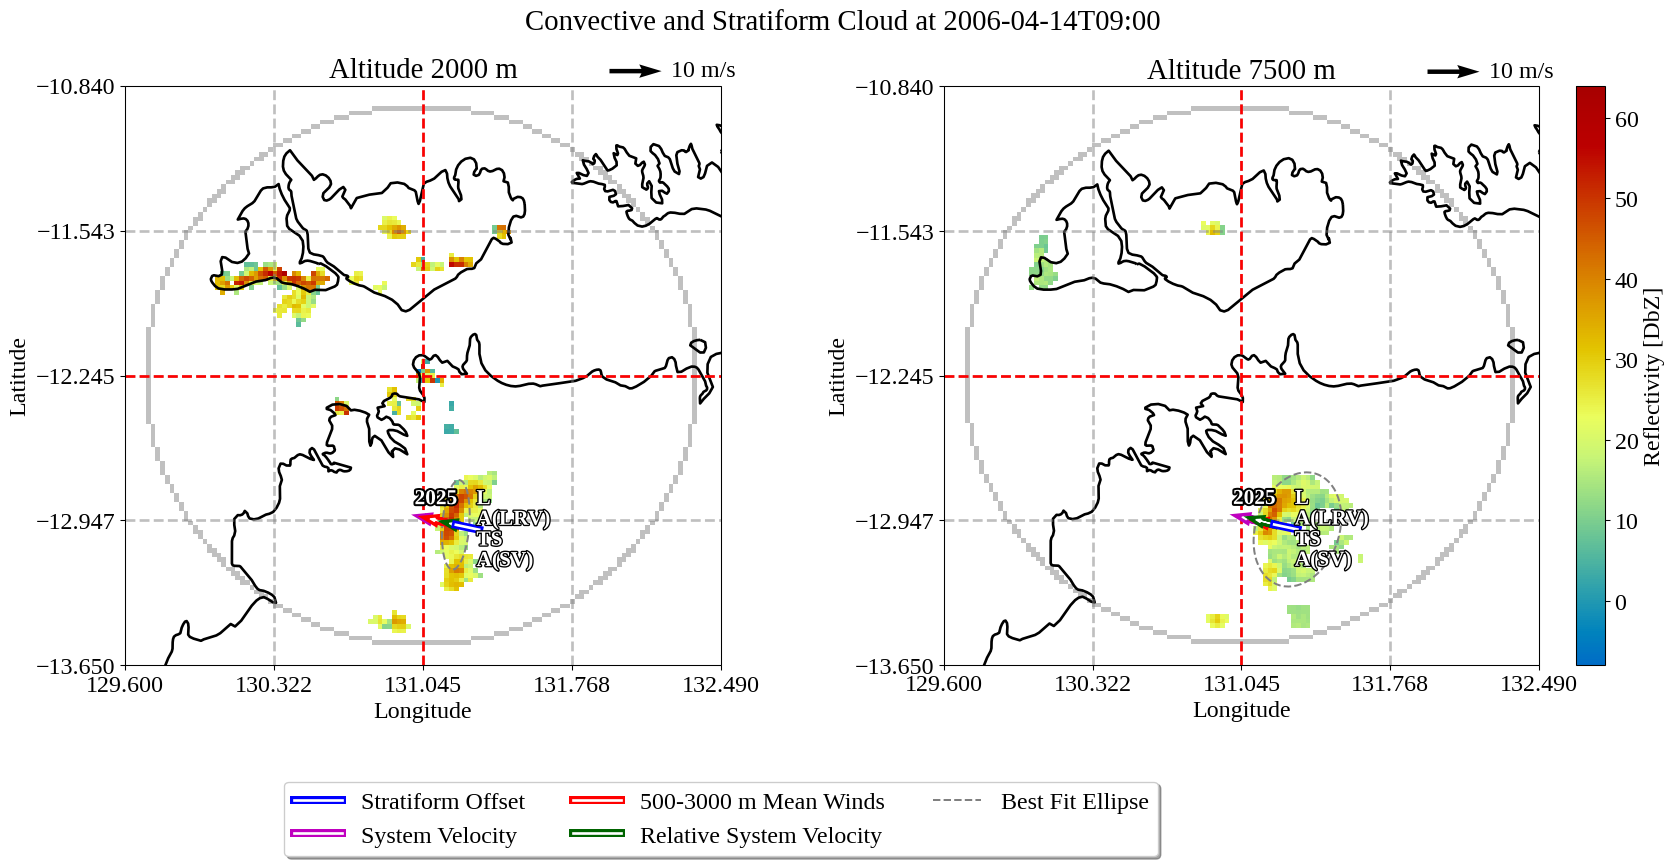 Convective and Stratiform Cloud at 2006-04-14T09:00
Altitude 2000 m
10 m/s
−10.840
−11.543
−12.245
−12.947
−13.650
Latitude
129.600
130.322
131.045
131.768
132.490
Longitude
2025
L
A(LRV)
TS
A(SV)
Altitude 7500 m
10 m/s
−10.840
−11.543
−12.245
−12.947
−13.650
Latitude
129.600
130.322
131.045
131.768
132.490
Longitude
2025
L
A(LRV)
TS
A(SV)
60
50
40
30
20
10
0
Reflectivity [DbZ]
Stratiform Offset
System Velocity
500-3000 m Mean Winds
Relative System Velocity
Best Fit Ellipse